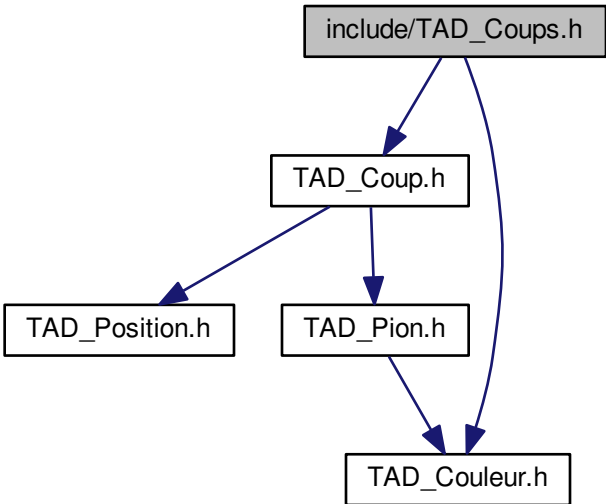 include/TAD_Coups.h
TAD_Coup.h
TAD_Position.h
TAD_Pion.h
TAD_Couleur.h